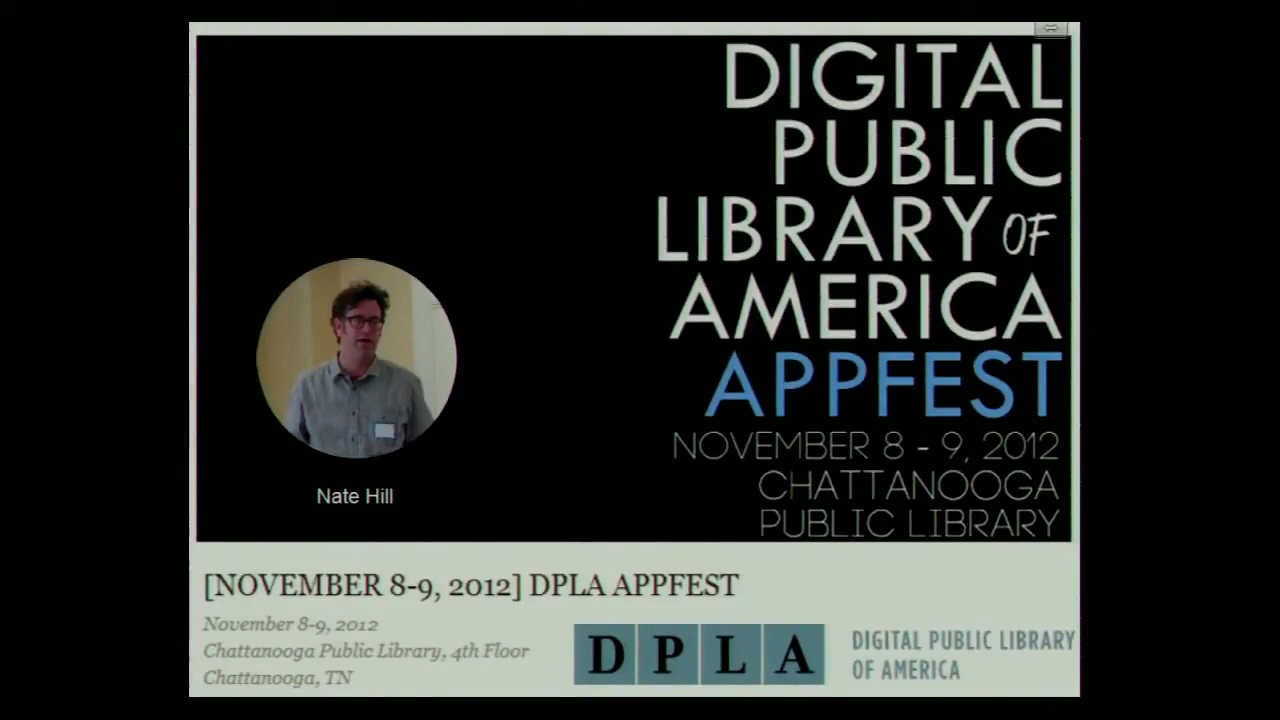 DIGITAL
PUBLIC
LIBRARY OF
AMERICA
APPFEST
NOVEMBER 8 - 9, 2012
CHATTANOOGA
PUBLIC LIBRARY
Nate Hill
[NOVEMBER 8-9, 2012] DPLA APPFEST
November 8-9, 2012
Chattanooga Public Library, 4th Floor
Chattanooga, TN
DPLA
DIGITAL PUBLIC LIBRARY
OF AMERICA